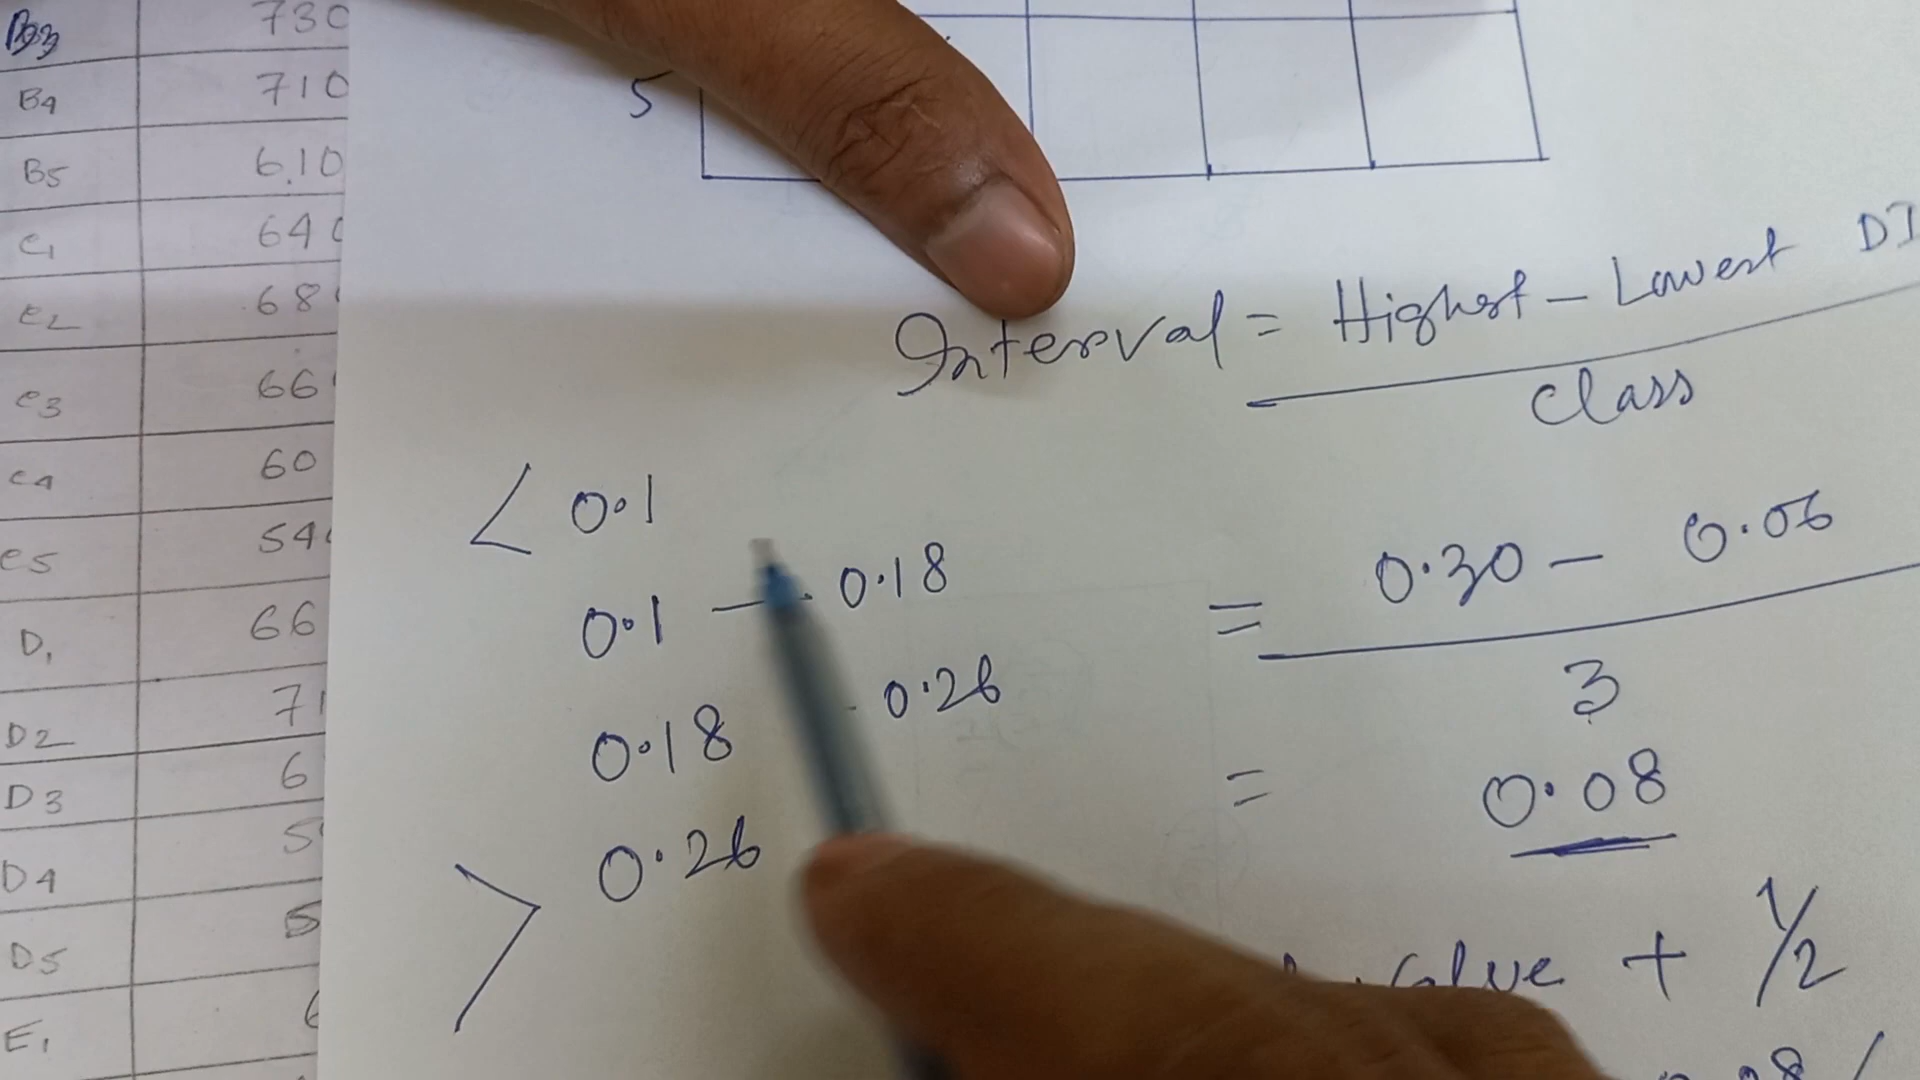 B3 730
B4 710
B5 610
C1 640
C2 68
C3 66
C4 60
C5 54
D1 66
D2 71
D3 6
D4 5
D5 5
E1 6
5
Interval = Highest - Lowest DI
Class
< 0.1
0.1 - 0.18
0.18 - 0.26
> 0.26
= 0.30 - 0.06
3
= 0.08
value + 1/2